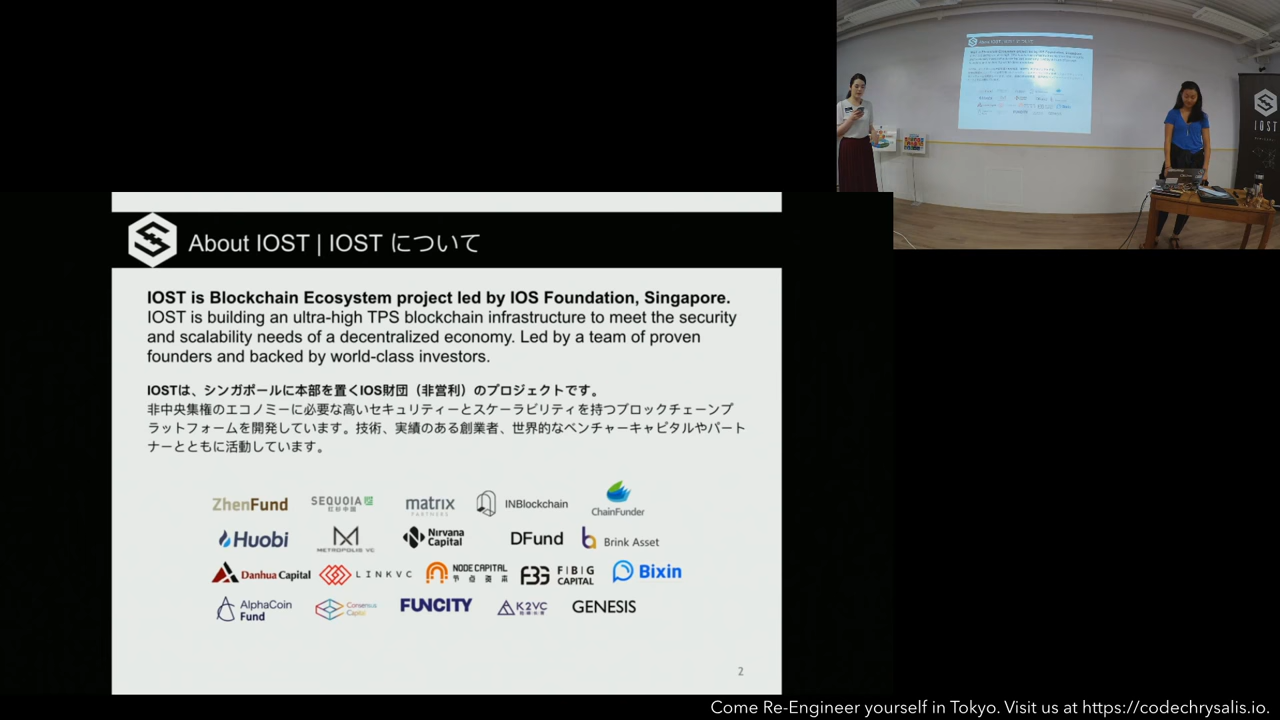 About IOST | IOST について
IOST is Blockchain Ecosystem project led by IOS Foundation, Singapore.
IOST is building an ultra-high TPS blockchain infrastructure to meet the security
and scalability needs of a decentralized economy. Led by a team of proven
founders and backed by world-class investors.
IOSTは、シンガポールに本部を置くIOS財団（非営利）のプロジェクトです。
非中央集権のエコノミーに必要な高いセキュリティーとスケーラビリティを持つブロックチェーンプ
ラットフォームを開発しています。技術、実績のある創業者、世界的なベンチャーキャピタルやパート
ナーとともに活動しています。
ZhenFund SEQUOIA 红杉中国 matrix PARTNERS INBlockchain ChainFunder
Huobi METROPOLIS VC Nirvana Capital DFund Brink Asset
Danhua Capital LINKVC NODE CAPITAL 节点资本 FBG CAPITAL Bixin
AlphaCoin Fund Consensus Capital FUNCITY K2VC GENESIS
2
IOST
Come Re-Engineer yourself in Tokyo. Visit us at https://codechrysalis.io.